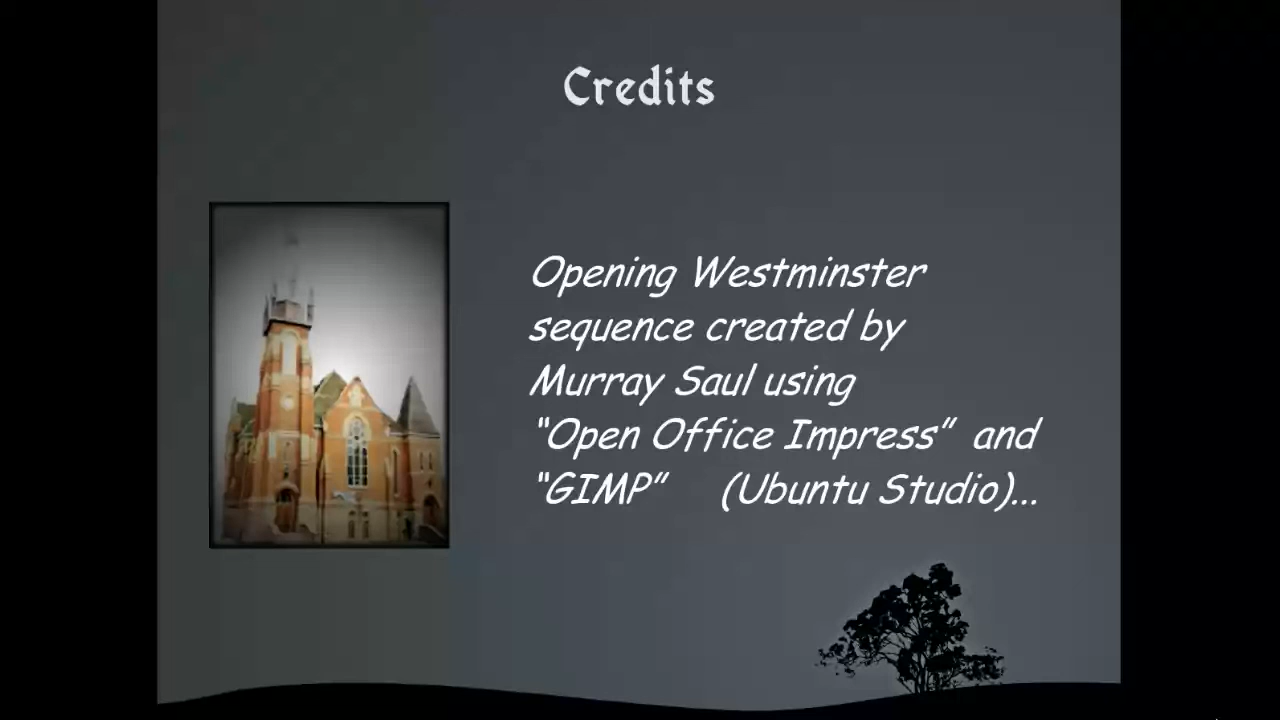 Credits
Opening Westminster
sequence created by
Murray Saul using
“Open Office Impress” and
“GIMP” (Ubuntu Studio)...